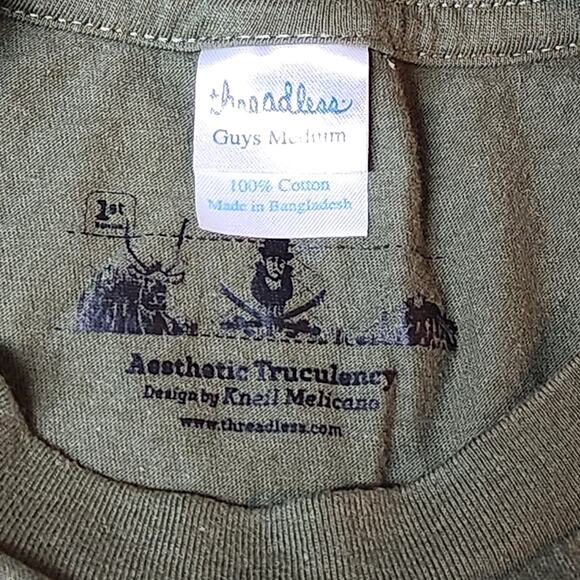 threadless
Guys Medium
100% Cotton
Made in Bangladesh
1st
Aesthetic Truculency
Design by Kneil Melicano
www.threadless.com